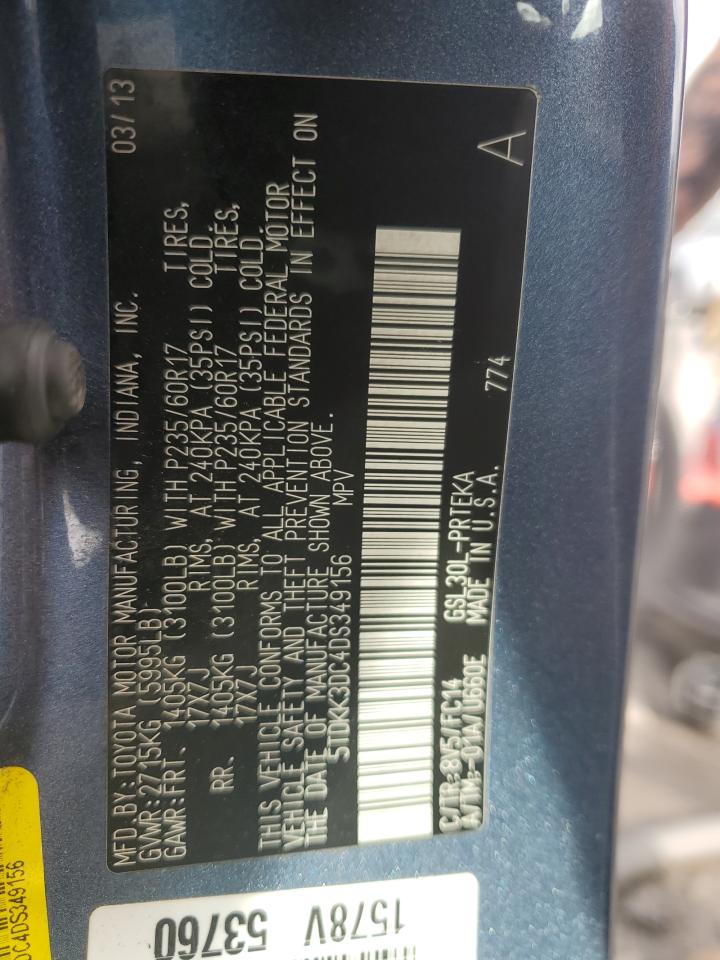 MFD.BY:TOYOTA MOTOR MANUFACTURING, INDIANA, INC. 03/13
GVWR:2715KG (5995LB)
GAWR:FRT. 1405KG (3100LB) WITH P235/60R17 TIRES,
17X7J RIMS, AT 240KPA (35PSI) COLD.
RR. 1405KG (3100LB) WITH P235/60R17 TIRES,
17X7J RIMS, AT 240KPA (35PSI) COLD.
THIS VEHICLE CONFORMS TO ALL APPLICABLE FEDERAL MOTOR
VEHICLE SAFETY AND THEFT PREVENTION STANDARDS IN EFFECT ON
THE DATE OF MANUFACTURE SHOWN ABOVE.
5TDKK3DC4DS349156 MPV
C/TR:8V5/FC14 GSL30L-PRTEKA 774
A/TM:-01A/U660E MADE IN U.S.A. A
DC4DS349156
1578V
53760